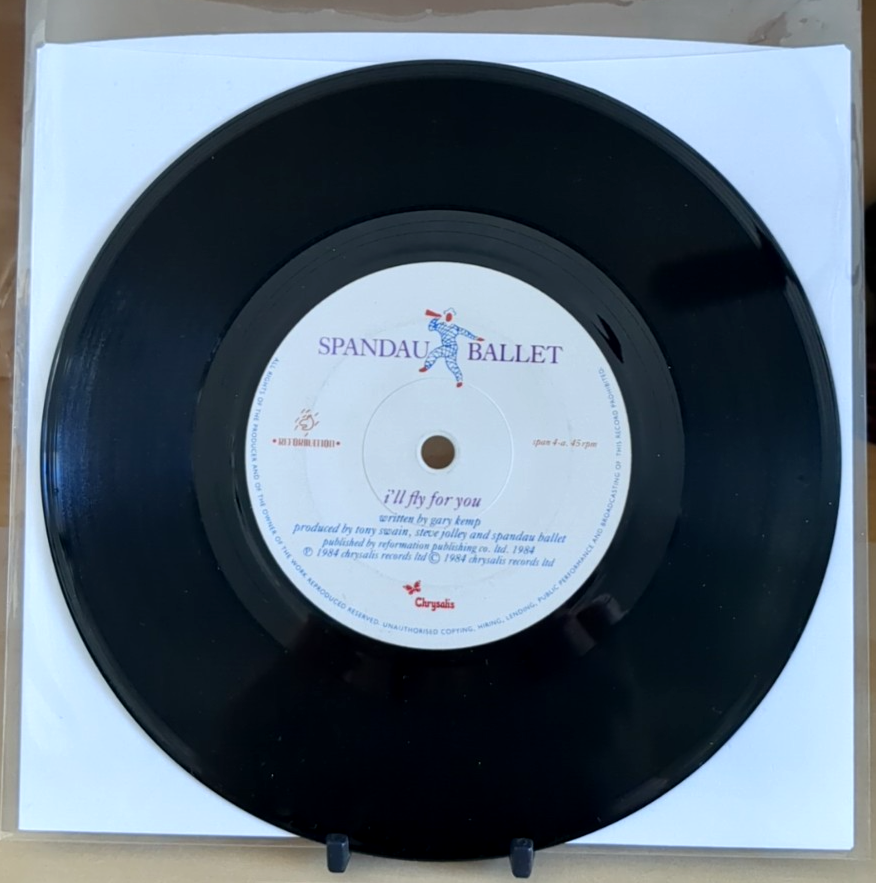 SPANDAU BALLET
REFORMATION
span 4-a. 45 rpm
i'll fly for you
written by gary kemp
produced by tony swain, steve jolley and spandau ballet
published by reformation publishing co. ltd. 1984
℗ 1984 chrysalis records ltd © 1984 chrysalis records ltd
Chrysalis
ALL RIGHTS OF THE PRODUCER AND OF THE OWNER OF THE WORK REPRODUCED RESERVED. UNAUTHORISED COPYING, HIRING, LENDING, PUBLIC PERFORMANCE AND BROADCASTING OF THIS RECORD PROHIBITED